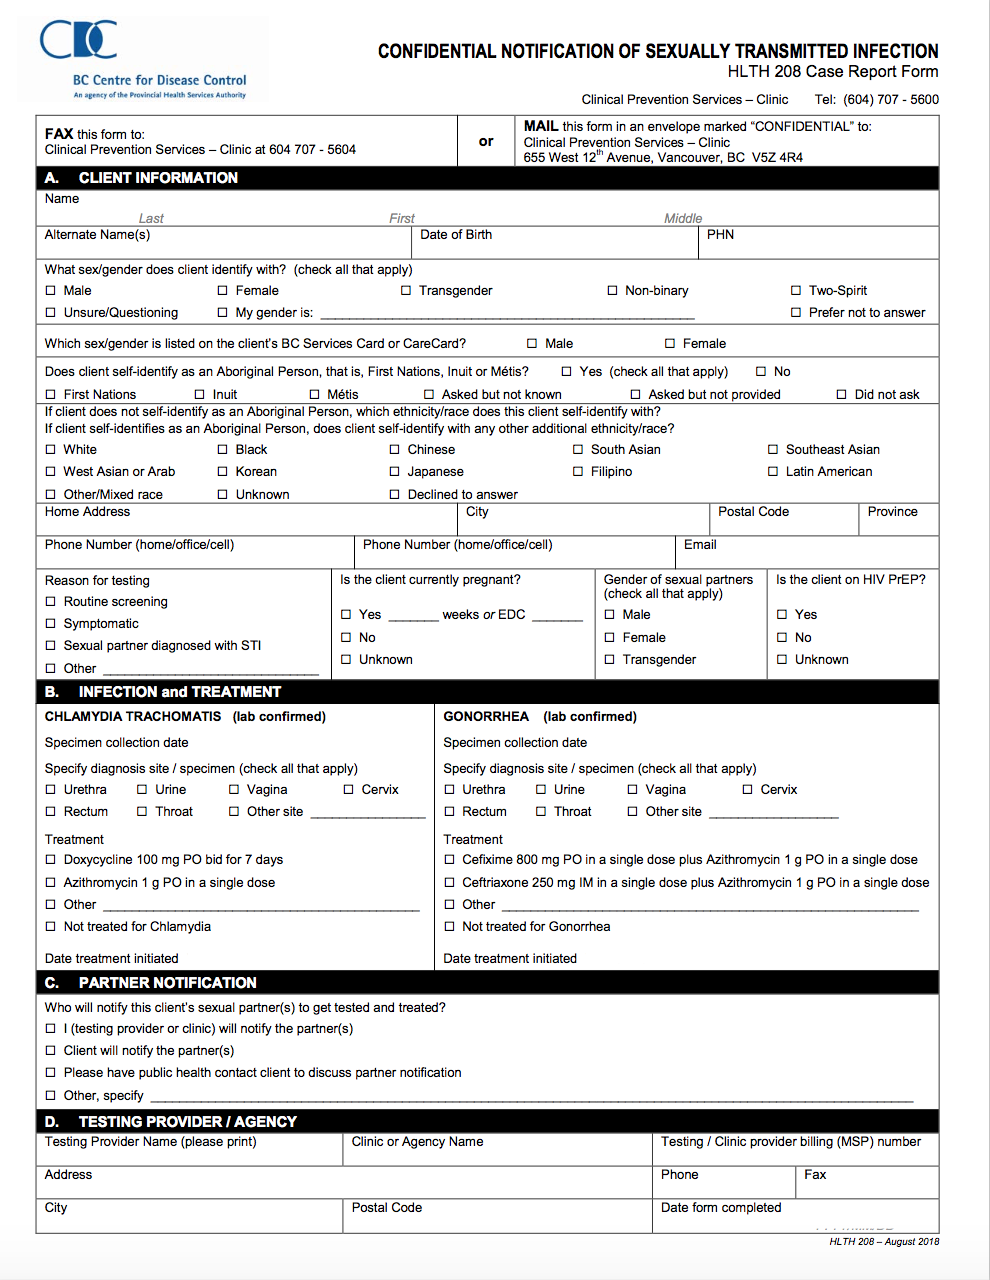 CDC
BC Centre for Disease Control
An agency of the Provincial Health Services Authority
CONFIDENTIAL NOTIFICATION OF SEXUALLY TRANSMITTED INFECTION
HLTH 208 Case Report Form
Clinical Prevention Services – Clinic Tel: (604) 707 - 5600
FAX this form to:
Clinical Prevention Services – Clinic at 604 707 - 5604
or
MAIL this form in an envelope marked “CONFIDENTIAL” to:
Clinical Prevention Services – Clinic
655 West 12th Avenue, Vancouver, BC V5Z 4R4
A. CLIENT INFORMATION
Name
Last First Middle
Alternate Name(s) Date of Birth PHN
What sex/gender does client identify with? (check all that apply)
☐ Male ☐ Female ☐ Transgender ☐ Non-binary ☐ Two-Spirit
☐ Unsure/Questioning ☐ My gender is: ____ ☐ Prefer not to answer
Which sex/gender is listed on the client’s BC Services Card or CareCard? ☐ Male ☐ Female
Does client self-identify as an Aboriginal Person, that is, First Nations, Inuit or Métis? ☐ Yes (check all that apply) ☐ No
☐ First Nations ☐ Inuit ☐ Métis ☐ Asked but not known ☐ Asked but not provided ☐ Did not ask
If client does not self-identify as an Aboriginal Person, which ethnicity/race does this client self-identify with?
If client self-identifies as an Aboriginal Person, does client self-identify with any other additional ethnicity/race?
☐ White ☐ Black ☐ Chinese ☐ South Asian ☐ Southeast Asian
☐ West Asian or Arab ☐ Korean ☐ Japanese ☐ Filipino ☐ Latin American
☐ Other/Mixed race ☐ Unknown ☐ Declined to answer
Home Address City Postal Code Province
Phone Number (home/office/cell) Phone Number (home/office/cell) Email
Reason for testing
☐ Routine screening
☐ Symptomatic
☐ Sexual partner diagnosed with STI
☐ Other ____
Is the client currently pregnant?
☐ Yes ____ weeks or EDC ____
☐ No
☐ Unknown
Gender of sexual partners
(check all that apply)
☐ Male
☐ Female
☐ Transgender
Is the client on HIV PrEP?
☐ Yes
☐ No
☐ Unknown
B. INFECTION and TREATMENT
CHLAMYDIA TRACHOMATIS (lab confirmed)
Specimen collection date
Specify diagnosis site / specimen (check all that apply)
☐ Urethra ☐ Urine ☐ Vagina ☐ Cervix
☐ Rectum ☐ Throat ☐ Other site ____
Treatment
☐ Doxycycline 100 mg PO bid for 7 days
☐ Azithromycin 1 g PO in a single dose
☐ Other ____
☐ Not treated for Chlamydia
Date treatment initiated
GONORRHEA (lab confirmed)
Specimen collection date
Specify diagnosis site / specimen (check all that apply)
☐ Urethra ☐ Urine ☐ Vagina ☐ Cervix
☐ Rectum ☐ Throat ☐ Other site ____
Treatment
☐ Cefixime 800 mg PO in a single dose plus Azithromycin 1 g PO in a single dose
☐ Ceftriaxone 250 mg IM in a single dose plus Azithromycin 1 g PO in a single dose
☐ Other ____
☐ Not treated for Gonorrhea
Date treatment initiated
C. PARTNER NOTIFICATION
Who will notify this client’s sexual partner(s) to get tested and treated?
☐ I (testing provider or clinic) will notify the partner(s)
☐ Client will notify the partner(s)
☐ Please have public health contact client to discuss partner notification
☐ Other, specify ____
D. TESTING PROVIDER / AGENCY
Testing Provider Name (please print) Clinic or Agency Name Testing / Clinic provider billing (MSP) number
Address Phone Fax
City Postal Code Date form completed
HLTH 208 – August 2018